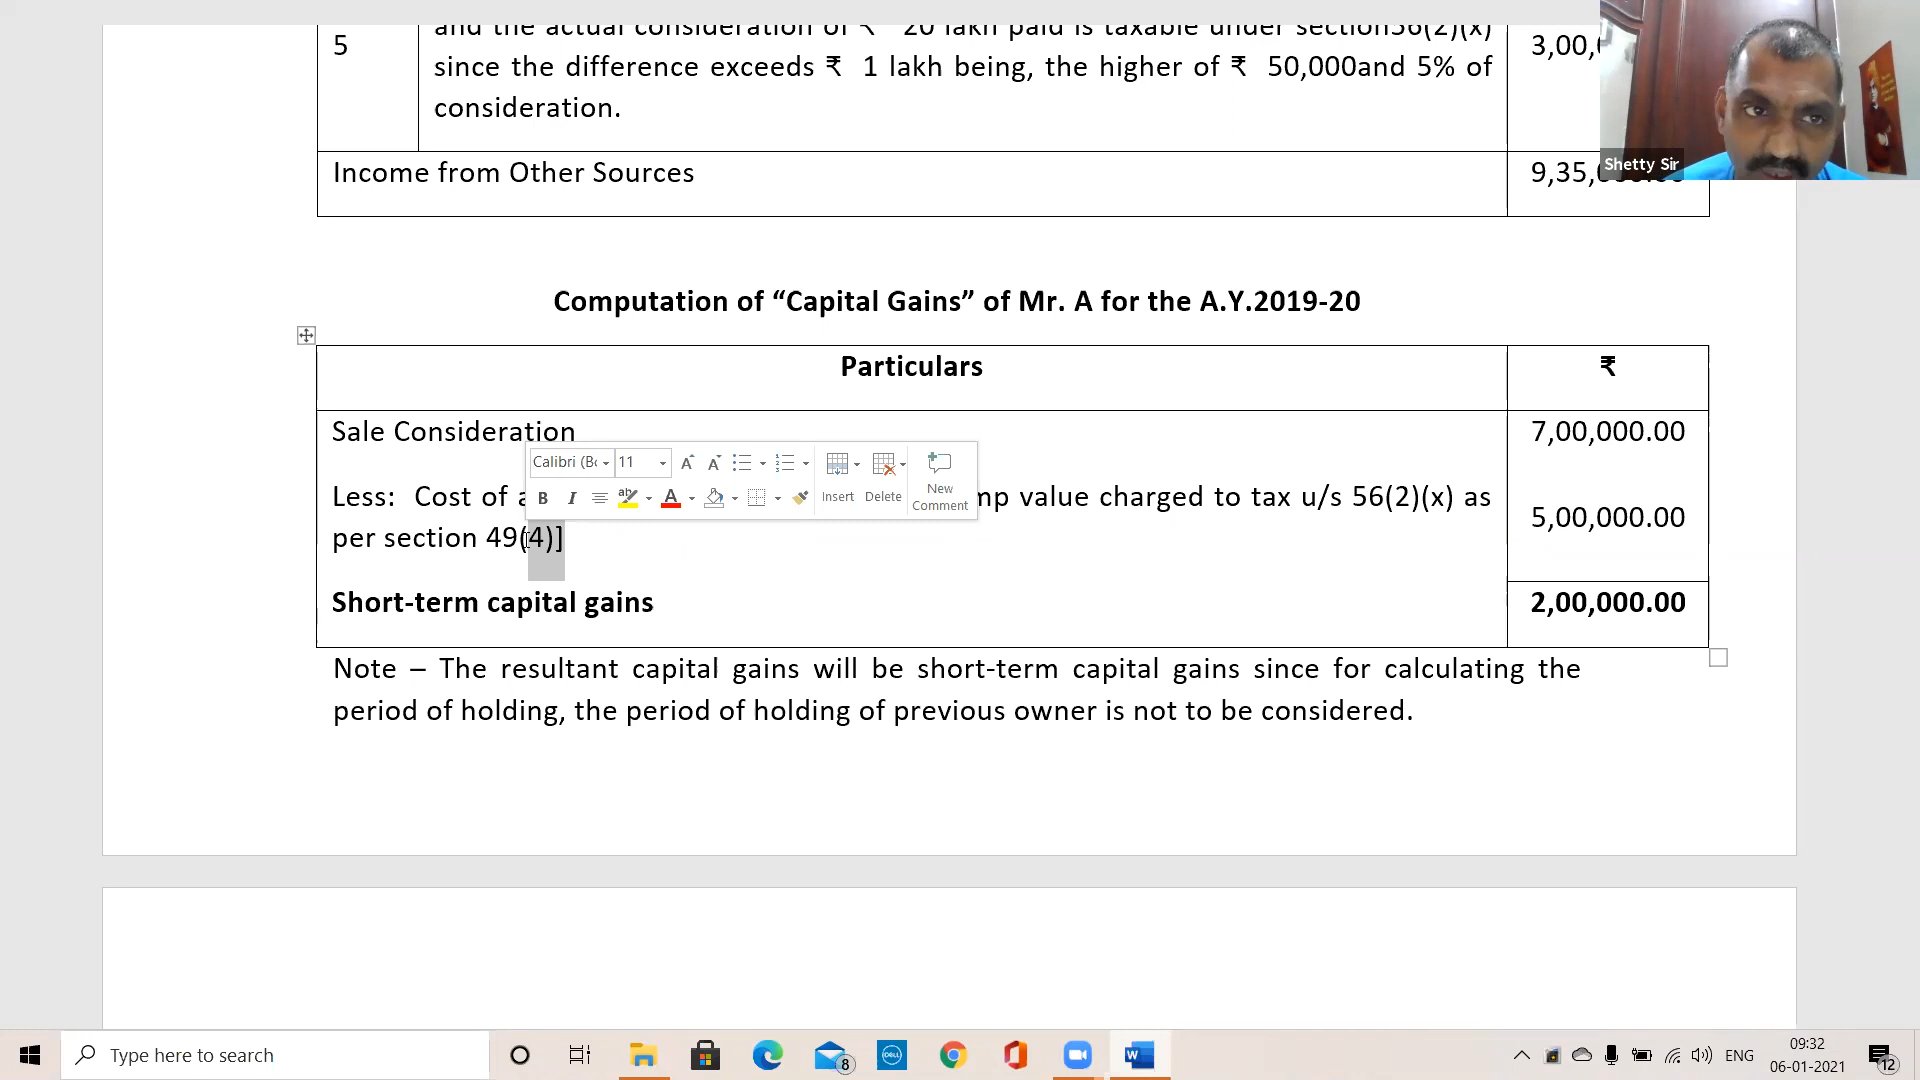 and the actual consideration of ₹ 20 lakh paid is taxable under section56(2)(x)
5
3,00,
since the difference exceeds ₹ 1 lakh being, the higher of ₹ 50,000and 5% of
consideration.
Income from Other Sources
9,35,
Shetty Sir
Computation of “Capital Gains” of Mr. A for the A.Y.2019-20
Particulars
₹
Sale Consideration
7,00,000.00
Calibri (Bo
11
Less: Cost of a
mp value charged to tax u/s 56(2)(x) as
5,00,000.00
B I ab A
Insert
Delete
New
Comment
per section 49(4)]
Short-term capital gains
2,00,000.00
Note – The resultant capital gains will be short-term capital gains since for calculating the
period of holding, the period of holding of previous owner is not to be considered.
Type here to search
8
DELL
W
ENG
09:32
06-01-2021
12